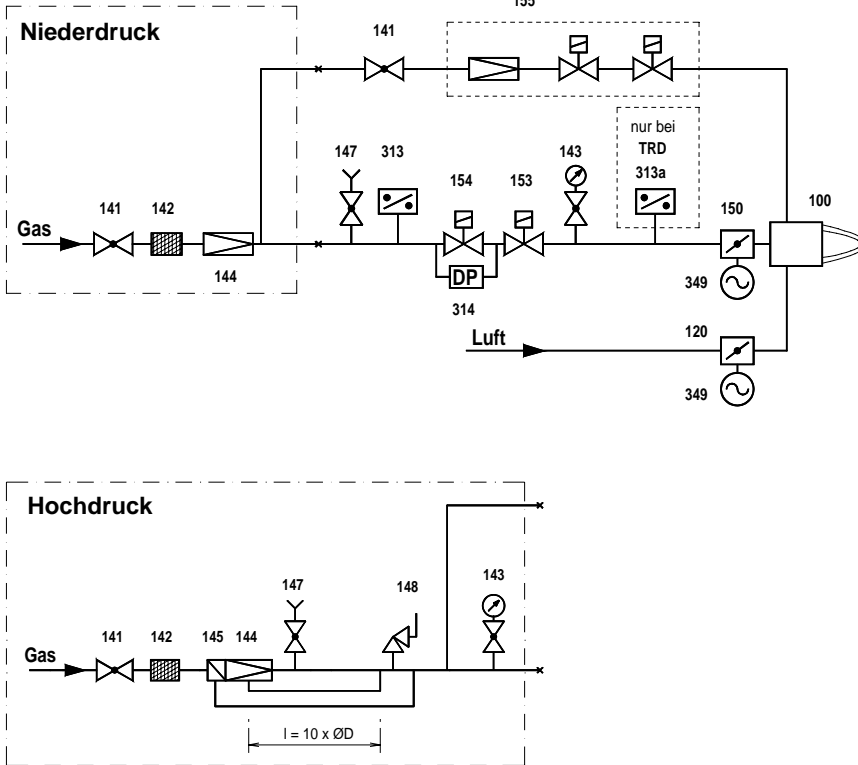 155
Niederdruck
141
nur bei
TRD
313a
147
313
154
153
143
141
142
150
100
Gas
144
DP
314
349
Luft
120
349
Hochdruck
147
148
143
141
142
145
144
Gas
l = 10 x ØD